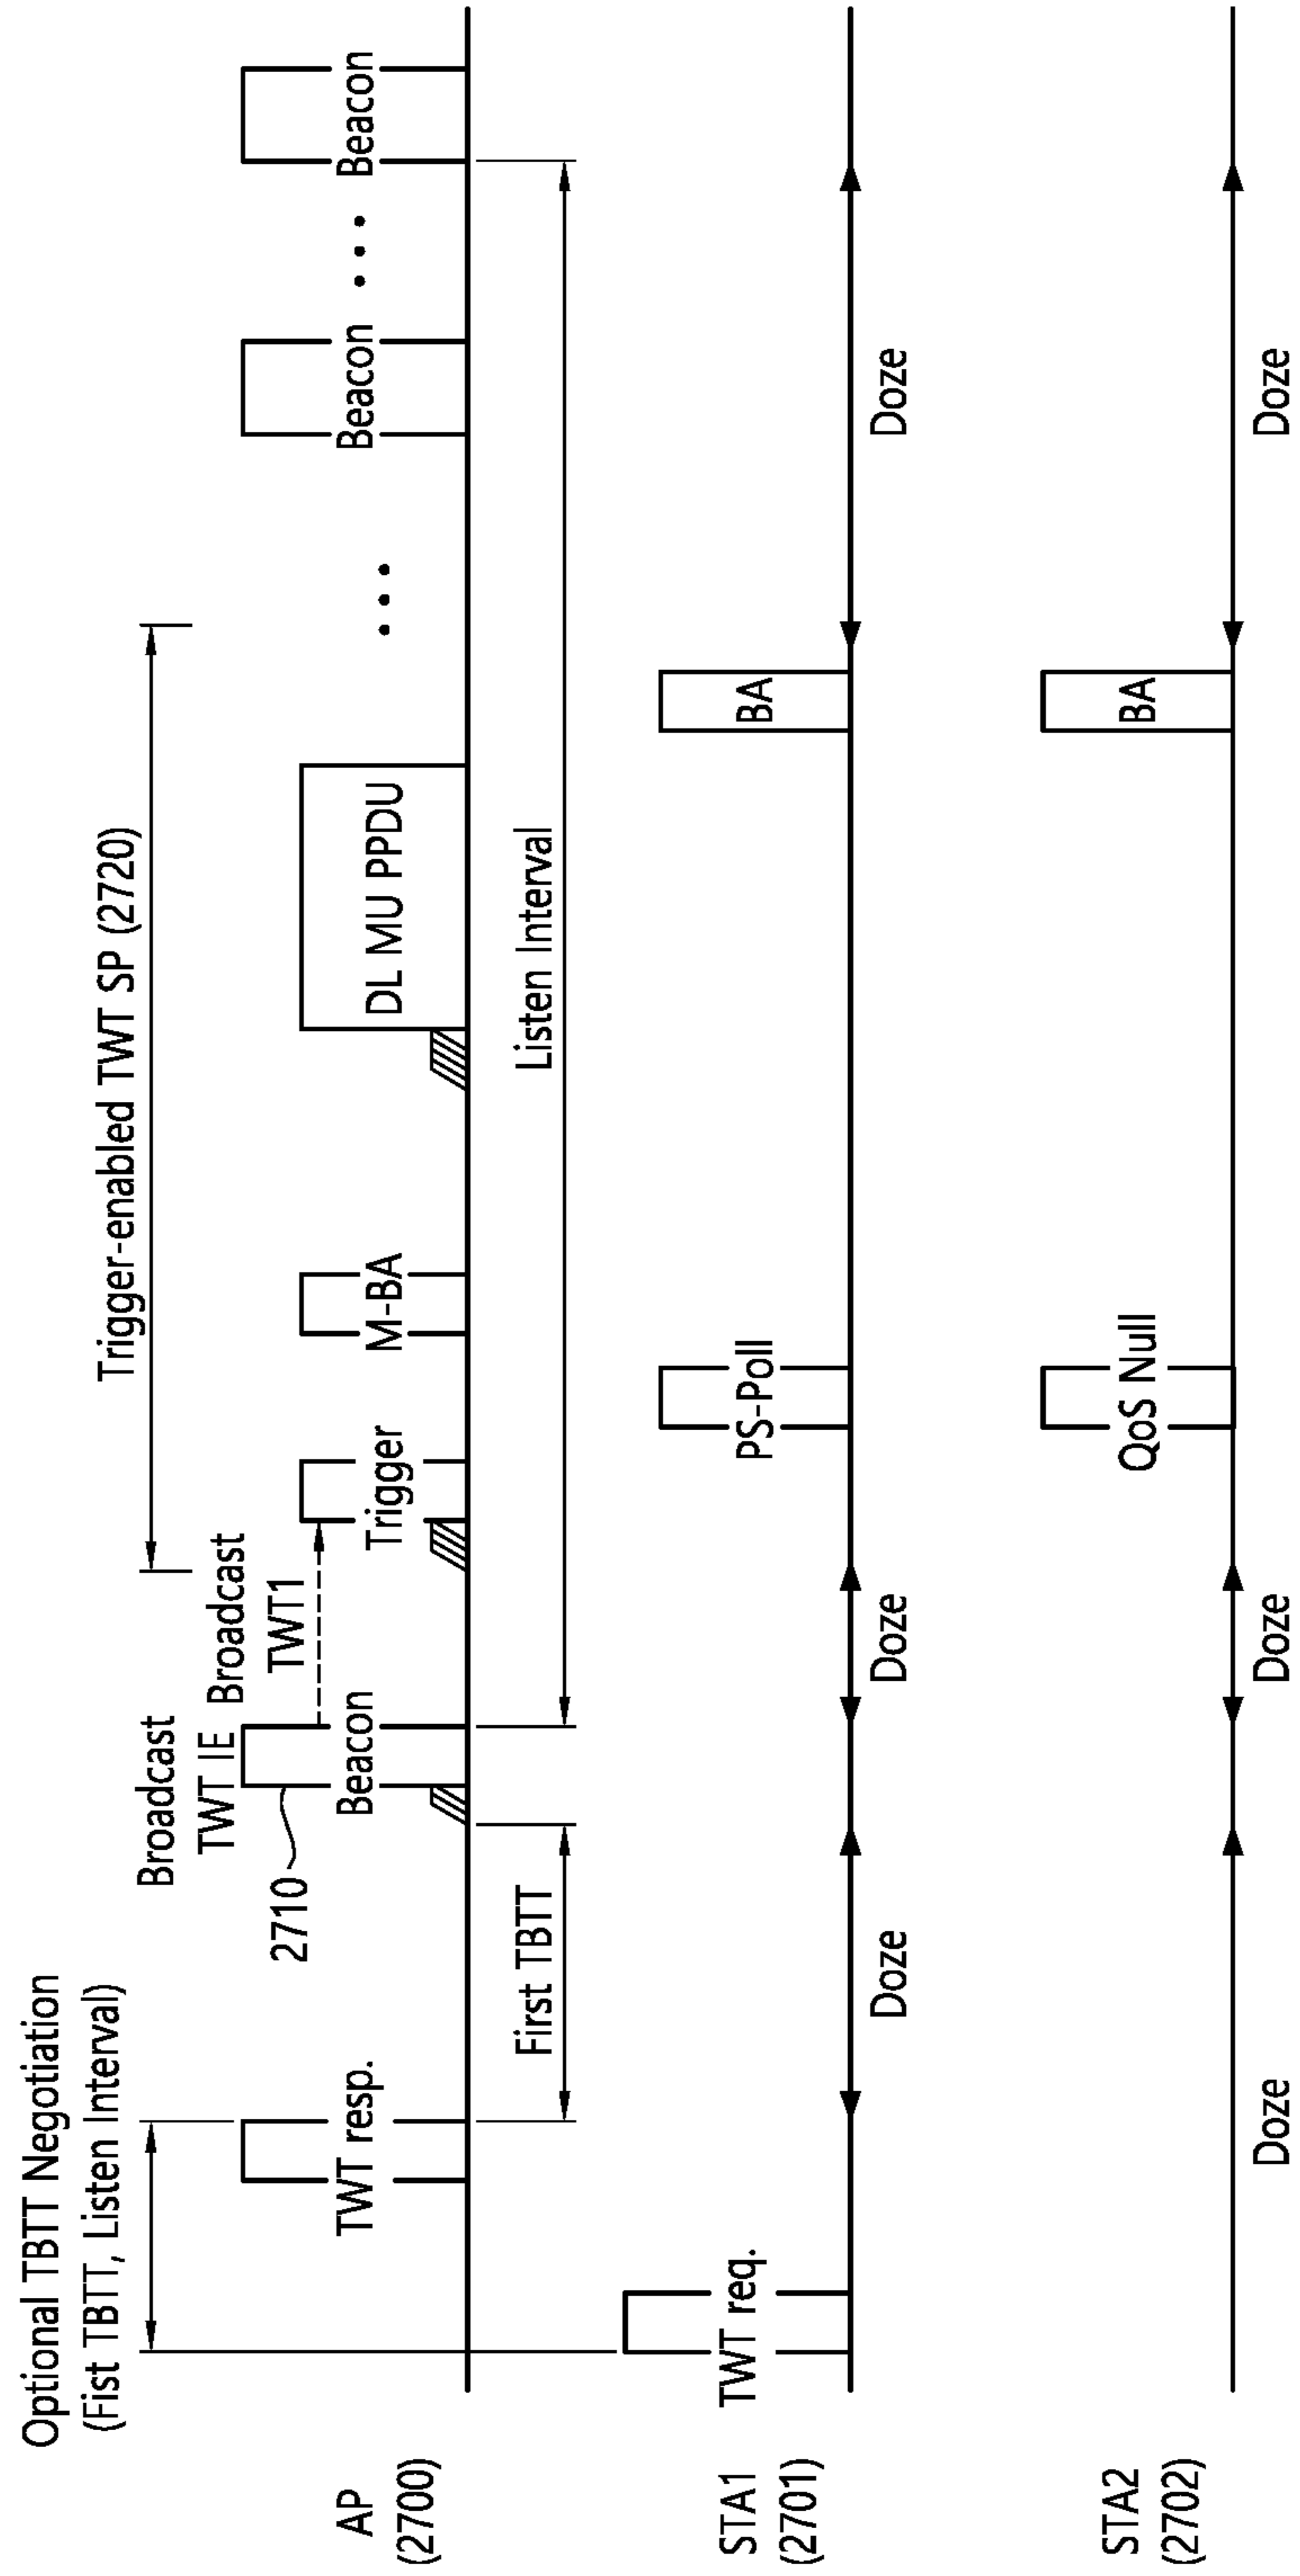 Optional TBTT Negotiation
(Fist TBTT, Listen Interval)
Trigger-enabled TWT SP (2720)
Broadcast
TWT IE
Broadcast
TWT1
2710
AP
(2700)
TWT resp.
Beacon
Trigger
M-BA
DL MU PPDU
...
Beacon
...
Beacon
First TBTT
Listen Interval
STA1
(2701)
TWT req.
PS-Poll
BA
Doze
Doze
Doze
STA2
(2702)
QoS Null
BA
Doze
Doze
Doze